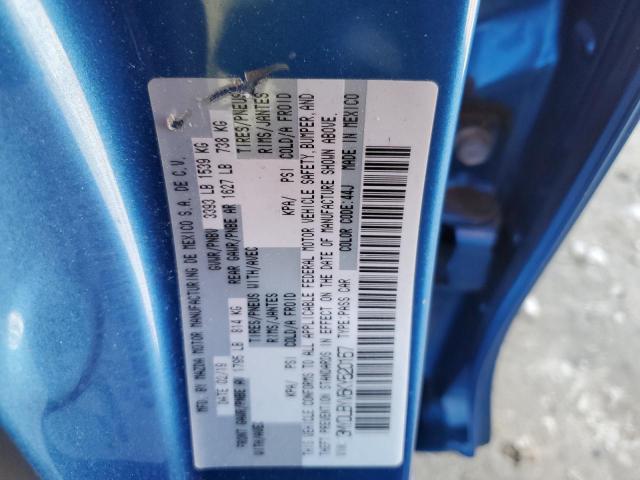 MFD. BY MAZDA MOTOR MANUFACTURING DE MEXICO S.A. DE C.V.
DATE 02/19 GVWR/PNBV 3393 LB 1539 KG
FRONT GAWR/PNBE AR 1795 LB 814 KG REAR GAWR/PNBE AR 1627 LB 738 KG
WITH/AVEC TIRES/PNEUS WITH/AVEC TIRES/PNEUS
RIMS/JANTES RIMS/JANTES
COLD/A FROID KPA/ PSI COLD/A FROID KPA/ PSI
THIS VEHICLE CONFORMS TO ALL APPLICABLE FEDERAL MOTOR VEHICLE SAFETY, BUMPER, AND
THEFT PREVENTION STANDARDS IN EFFECT ON THE DATE OF MANUFACTURE SHOWN ABOVE.
TYPE:PASS CAR COLOR CODE:44J MADE IN MEXICO